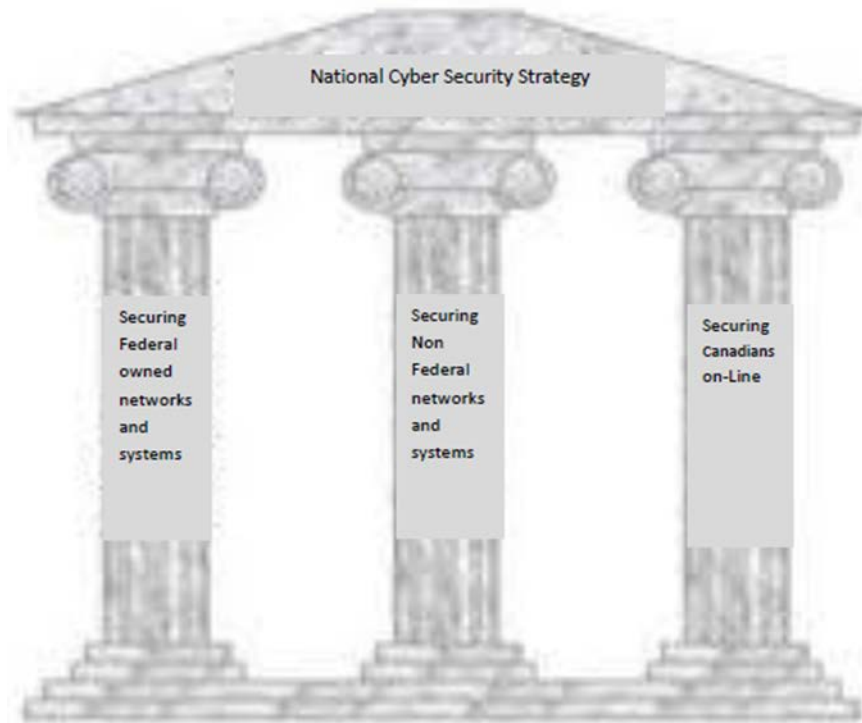 National Cyber Security Strategy
Securing
Federal
owned
networks
and
systems
Securing
Non
Federal
networks
and
systems
Securing
Canadians
on-Line